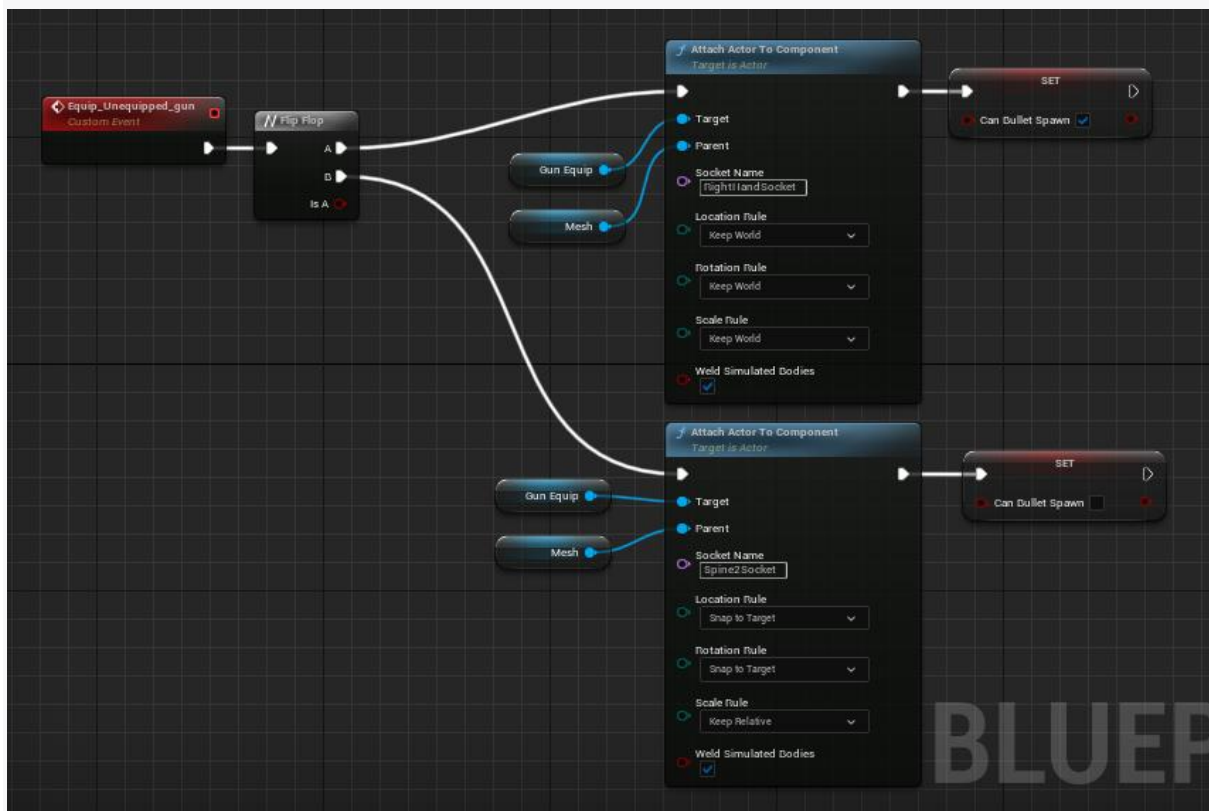 Equip_Unequipped_gun
Custom Event
Flip Flop
A
B
Is A
Gun Equip
Mesh
Attach Actor To Component
Target is Actor
Target
Parent
Socket Name
RightHandSocket
Location Rule
Keep World
Rotation Rule
Keep World
Scale Rule
Keep World
Weld Simulated Bodies
SET
Can Bullet Spawn
Gun Equip
Mesh
Attach Actor To Component
Target is Actor
Target
Parent
Socket Name
Spine2Socket
Location Rule
Snap to Target
Rotation Rule
Snap to Target
Scale Rule
Keep Relative
Weld Simulated Bodies
SET
Can Bullet Spawn
BLUEP